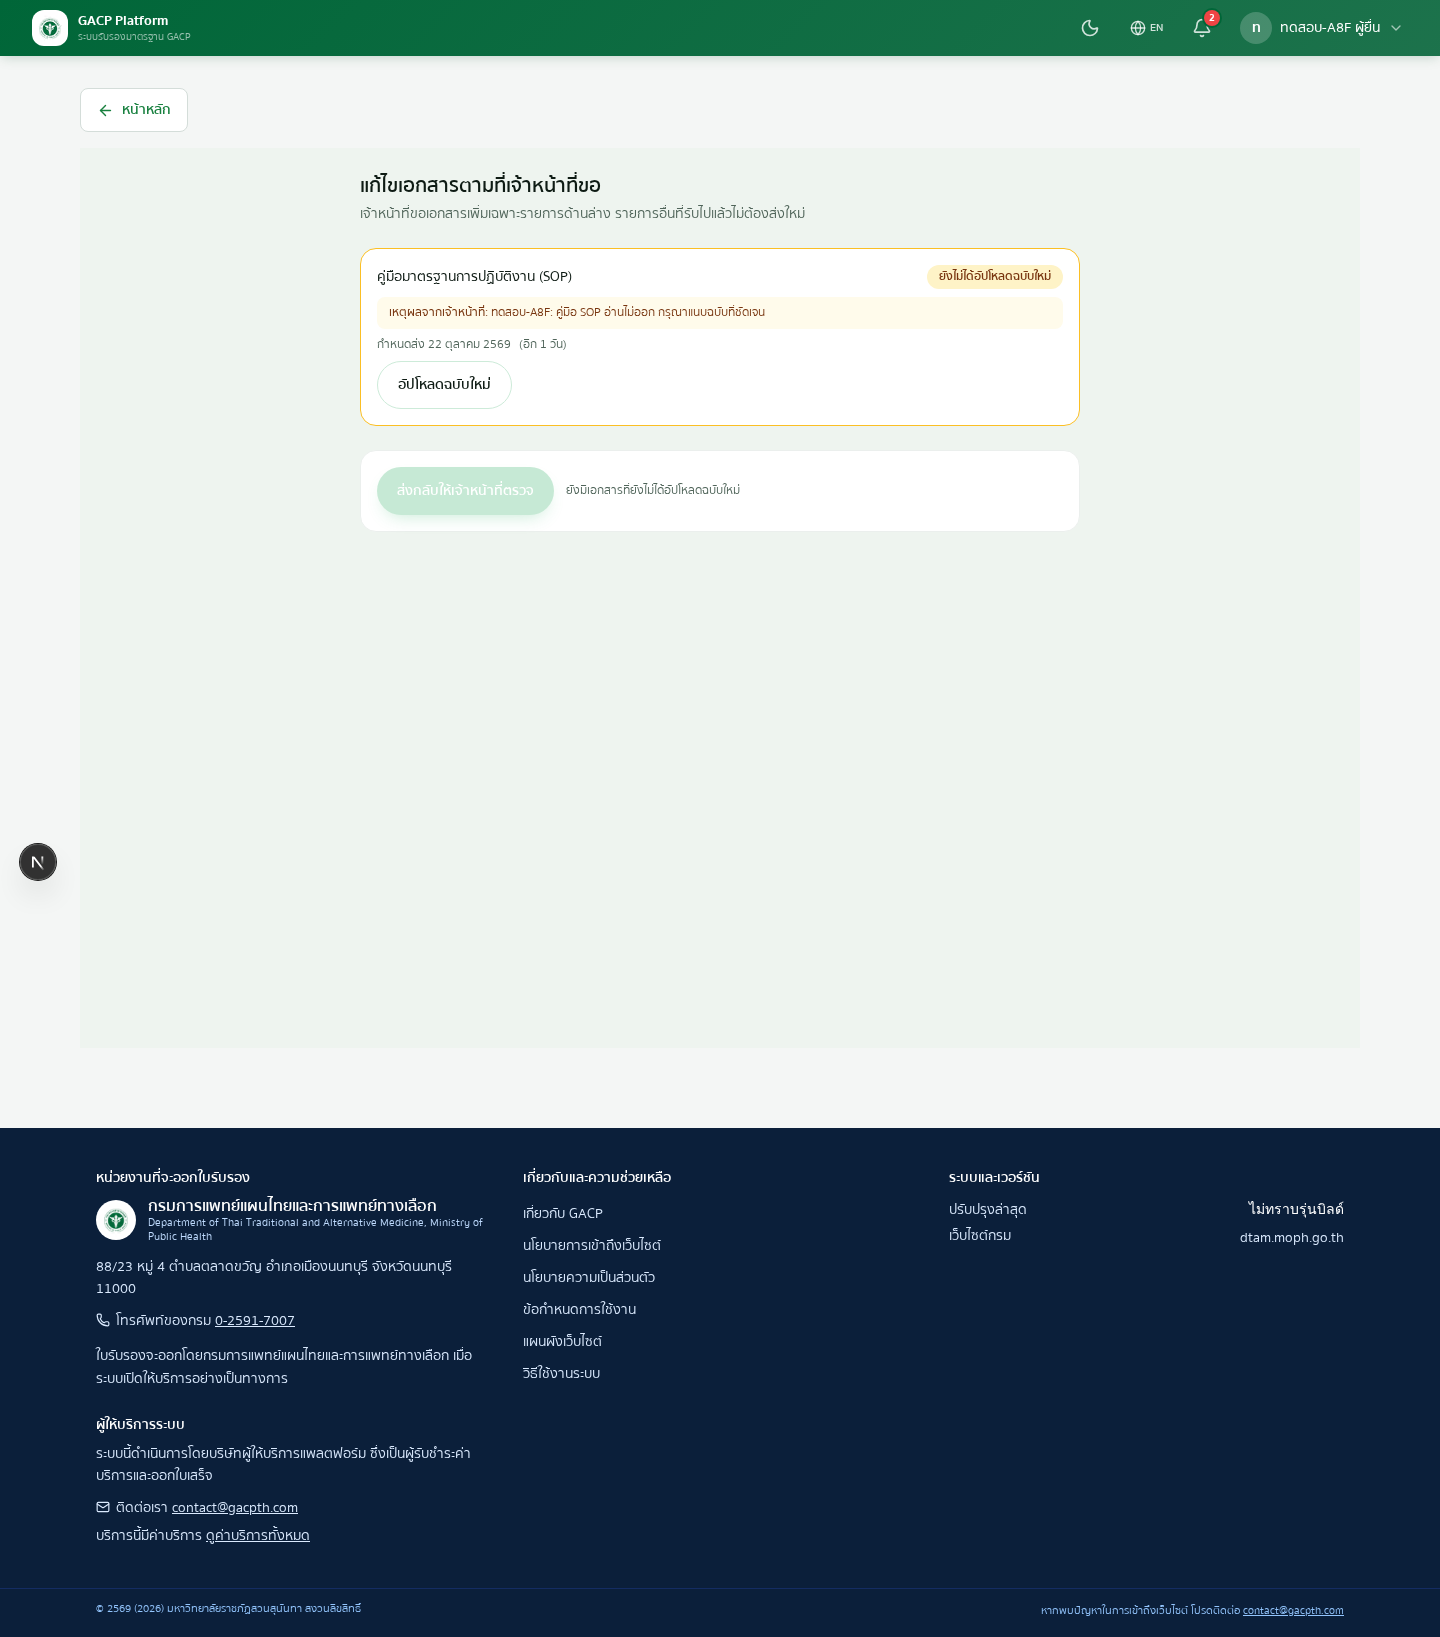 GACP Platform
ระบบรับรองมาตรฐาน GACP
EN
2
ท
ทดสอบ-A8F ผู้ยื่น
หน้าหลัก
แก้ไขเอกสารตามที่เจ้าหน้าที่ขอ
เจ้าหน้าที่ขอเอกสารเพิ่มเฉพาะรายการด้านล่าง รายการอื่นที่รับไปแล้วไม่ต้องส่งใหม่
คู่มือมาตรฐานการปฏิบัติงาน (SOP)
ยังไม่ได้อัปโหลดฉบับใหม่
เหตุผลจากเจ้าหน้าที่: ทดสอบ-A8F: คู่มือ SOP อ่านไม่ออก กรุณาแนบฉบับที่ชัดเจน
กำหนดส่ง 22 ตุลาคม 2569 (อีก 1 วัน)
อัปโหลดฉบับใหม่
ส่งกลับให้เจ้าหน้าที่ตรวจ
ยังมีเอกสารที่ยังไม่ได้อัปโหลดฉบับใหม่
N
หน่วยงานที่จะออกใบรับรอง
กรมการแพทย์แผนไทยและการแพทย์ทางเลือก
Department of Thai Traditional and Alternative Medicine, Ministry of
Public Health
88/23 หมู่ 4 ตำบลตลาดขวัญ อำเภอเมืองนนทบุรี จังหวัดนนทบุรี
11000
โทรศัพท์ของกรม 0-2591-7007
ใบรับรองจะออกโดยกรมการแพทย์แผนไทยและการแพทย์ทางเลือก เมื่อ
ระบบเปิดให้บริการอย่างเป็นทางการ
ผู้ให้บริการระบบ
ระบบนี้ดำเนินการโดยบริษัทผู้ให้บริการแพลตฟอร์ม ซึ่งเป็นผู้รับชำระค่า
บริการและออกใบเสร็จ
ติดต่อเรา contact@gacpth.com
บริการนี้มีค่าบริการ ดูค่าบริการทั้งหมด
เกี่ยวกับและความช่วยเหลือ
เกี่ยวกับ GACP
นโยบายการเข้าถึงเว็บไซต์
นโยบายความเป็นส่วนตัว
ข้อกำหนดการใช้งาน
แผนผังเว็บไซต์
วิธีใช้งานระบบ
ระบบและเวอร์ชัน
ปรับปรุงล่าสุด
ไม่ทราบรุ่นบิลด์
เว็บไซต์กรม
dtam.moph.go.th
© 2569 (2026) มหาวิทยาลัยราชภัฏสวนสุนันทา สงวนลิขสิทธิ์
หากพบปัญหาในการเข้าถึงเว็บไซต์ โปรดติดต่อ contact@gacpth.com